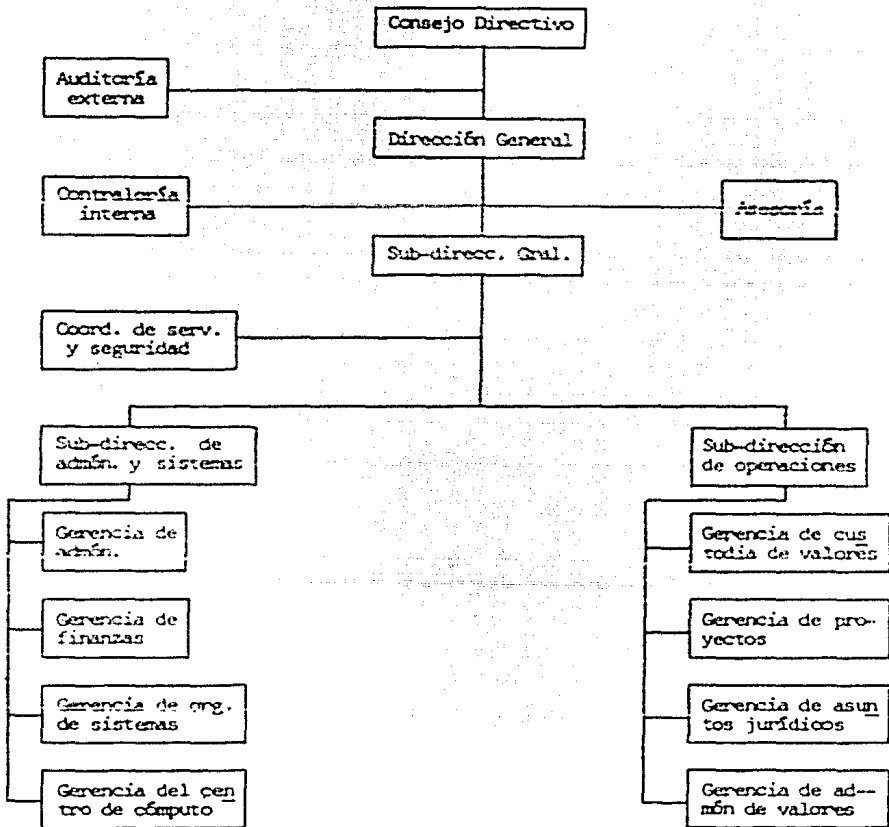 Consejo Directivo
Auditoría
externa
Dirección General
Contraloría
interna
Asesoría
Sub-direcc. Gral.
Coord. de serv.
y seguridad
Sub-direcc. de
admón. y sistemas
Sub-dirección
de operaciones
Gerencia de
admón.
Gerencia de cus
todia de valores
Gerencia de
finanzas
Gerencia de pro-
yectos
Gerencia de org.
de sistemas
Gerencia de asun
tos jurídicos
Gerencia del cen
tro de cómputo
Gerencia de ad--
món de valores